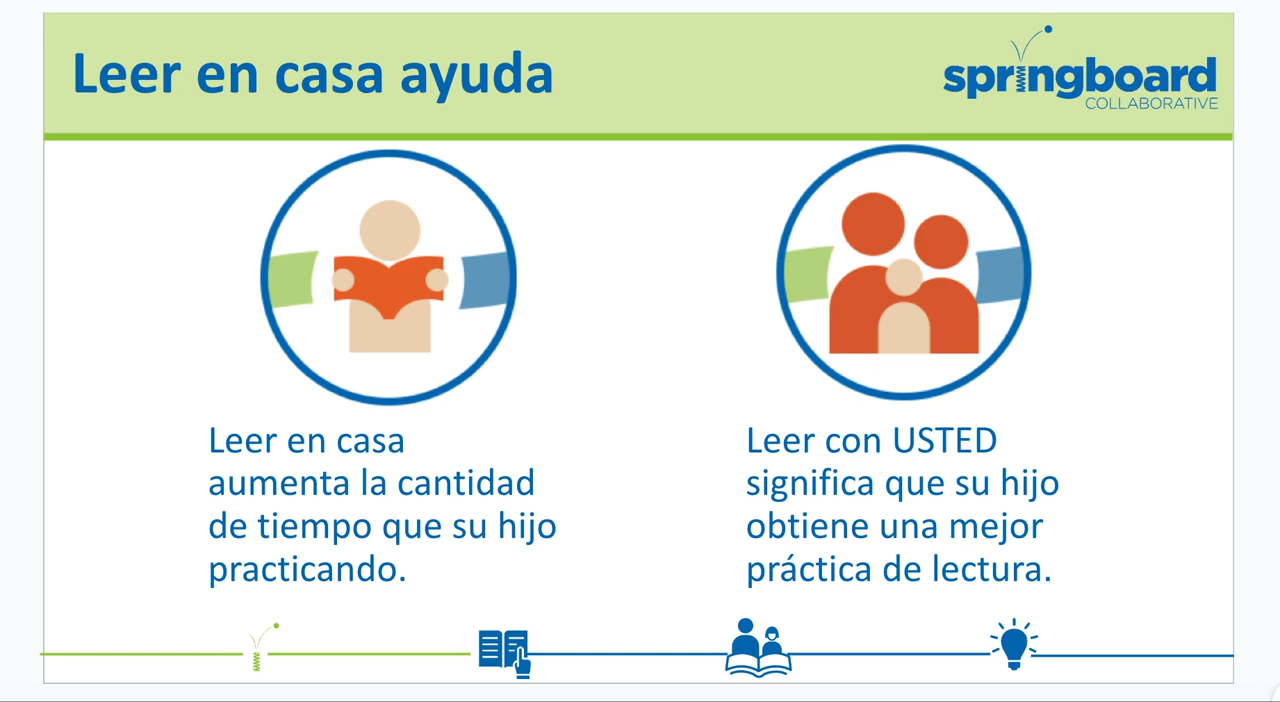 Leer en casa ayuda
springboard
COLLABORATIVE
Leer en casa
aumenta la cantidad
de tiempo que su hijo
practicando.
Leer con USTED
significa que su hijo
obtiene una mejor
práctica de lectura.